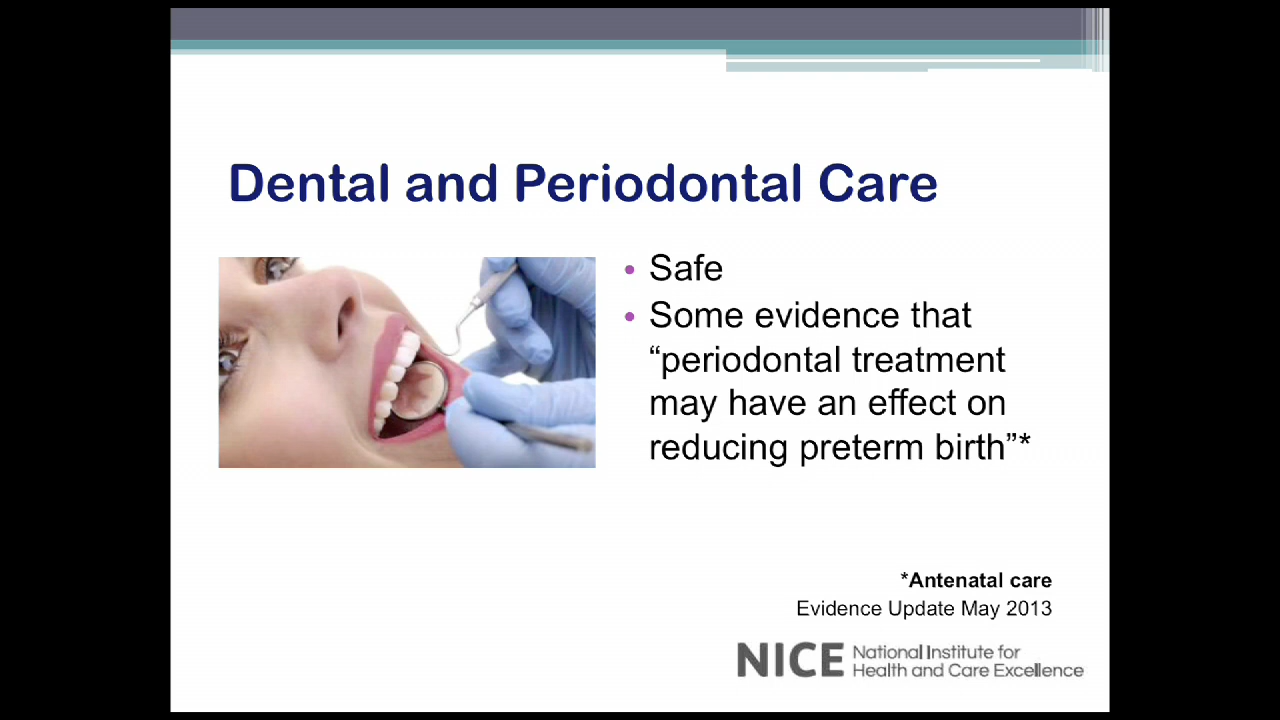 Dental and Periodontal Care
• Safe
• Some evidence that
“periodontal treatment
may have an effect on
reducing preterm birth”*
*Antenatal care
Evidence Update May 2013
NICE National Institute for
Health and Care Excellence